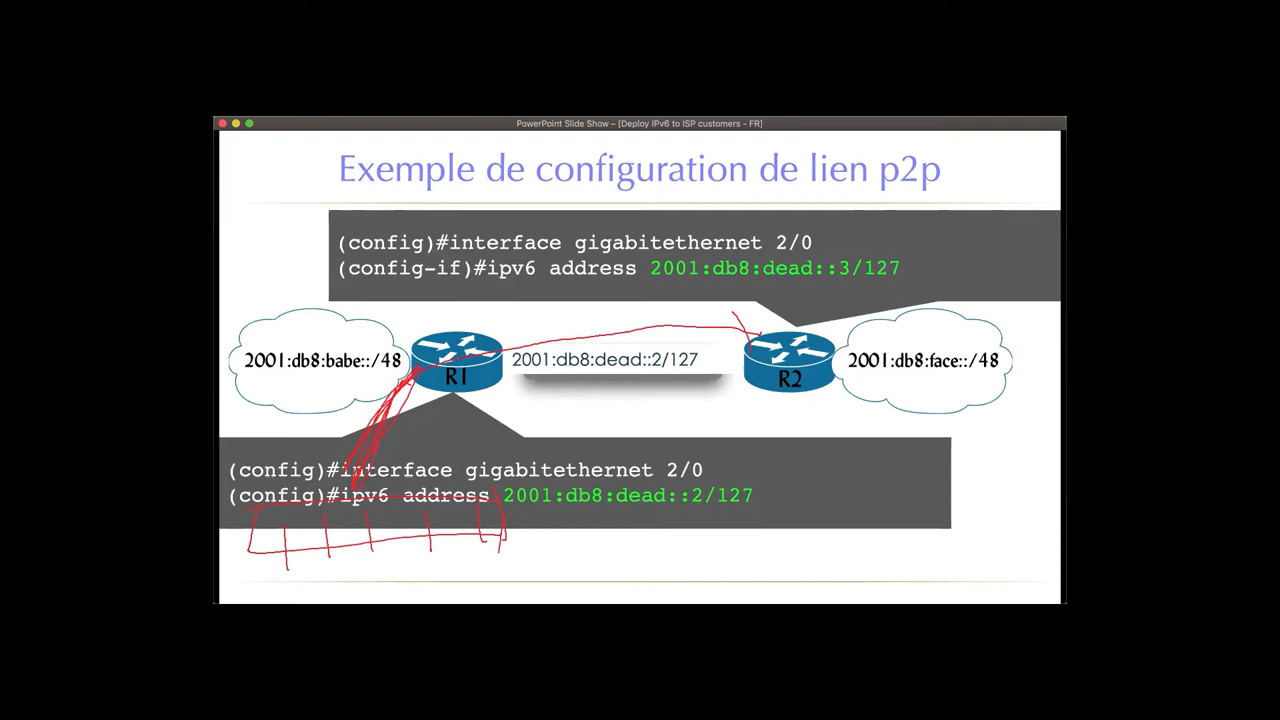 PowerPoint Slide Show – [Deploy IPv6 to ISP customers - FR]
Exemple de configuration de lien p2p
(config)#interface gigabitethernet 2/0
(config-if)#ipv6 address 2001:db8:dead::3/127
2001:db8:babe::/48
R1
2001:db8:dead::2/127
R2
2001:db8:face::/48
(config)#interface gigabitethernet 2/0
(config)#ipv6 address 2001:db8:dead::2/127